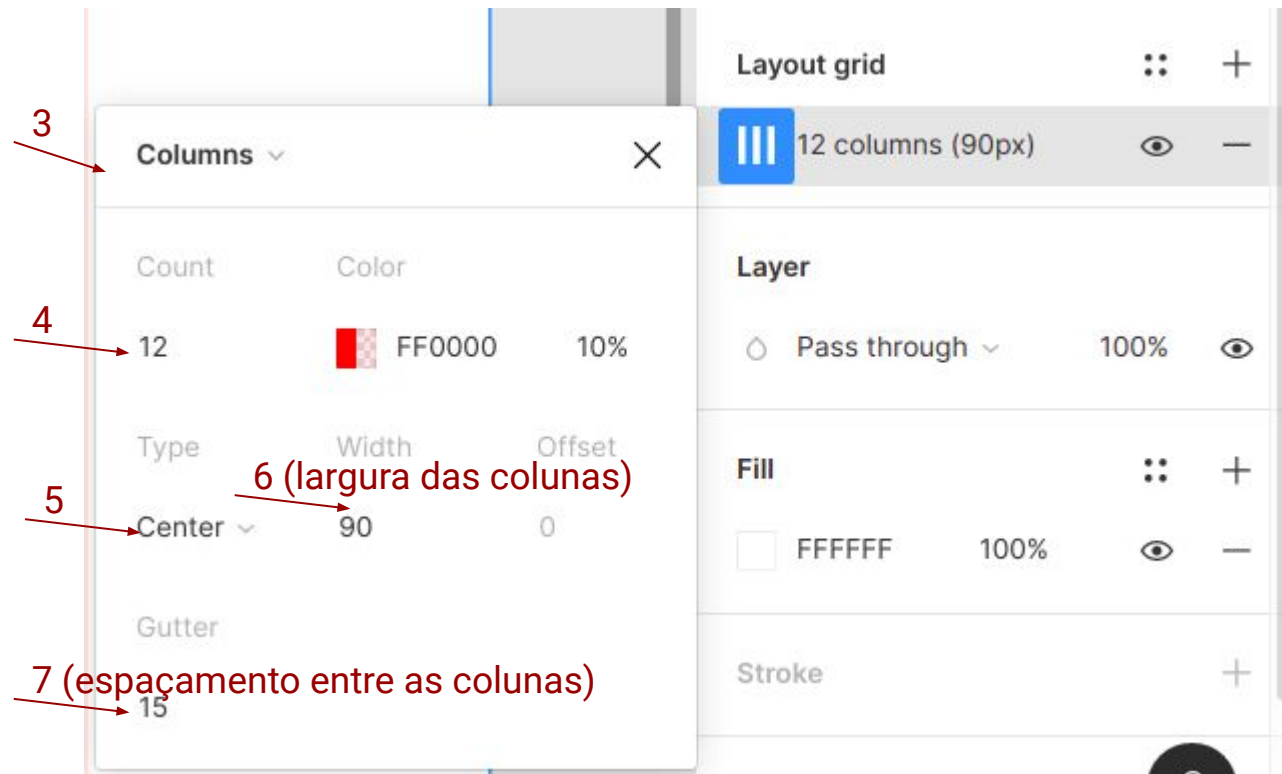 Layout grid
3
Columns
12 columns (90px)
Count Color
Layer
4
12 FF0000 10%
Pass through 100%
Type Width Offset
6 (largura das colunas)
Fill
5
Center 90 0
FFFFFF 100%
Gutter
7 (espaçamento entre as colunas)
Stroke
15